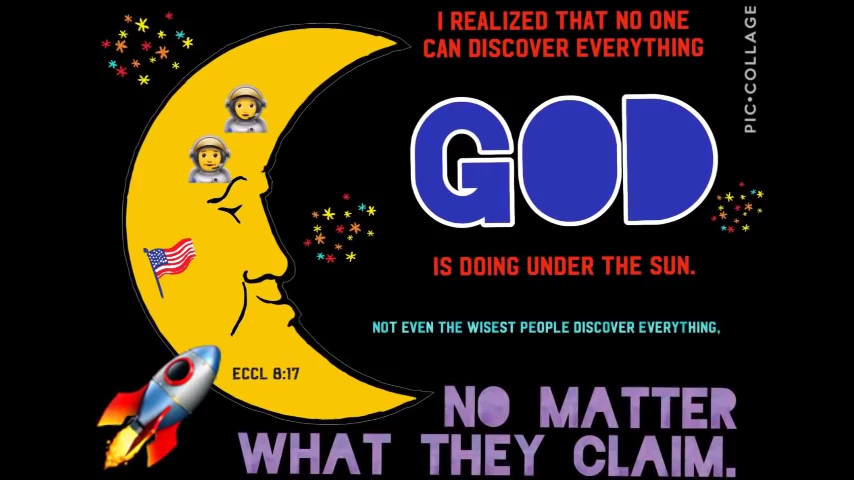 I REALIZED THAT NO ONE
CAN DISCOVER EVERYTHING
GOD
IS DOING UNDER THE SUN.
NOT EVEN THE WISEST PEOPLE DISCOVER EVERYTHING,
NO MATTER
WHAT THEY CLAIM.
ECCL 8:17
PIC•COLLAGE